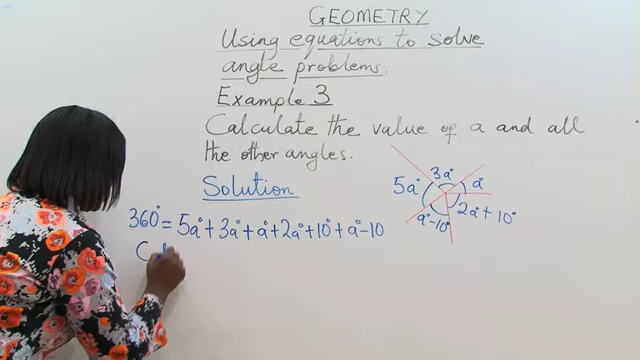 GEOMETRY
Using equations to solve
angle problems.
Example 3
Calculate the value of a and all
the other angles.
Solution
3a°
5a°
a°
2a° + 10°
a° - 10°
360° = 5a° + 3a° + a° + 2a° + 10° + a° - 10